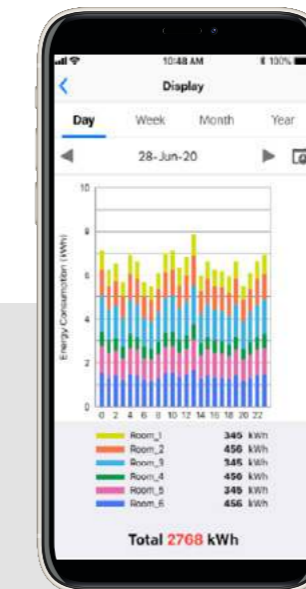 10:48 AM 100%
Display
Day Week Month Year
28-Jun-20
Energy Consumption (kWh)
10
8
6
4
2
0
0 2 4 6 8 10 12 14 16 18 20 22
Room_1 345 kWh
Room_2 456 kWh
Room_3 345 kWh
Room_4 456 kWh
Room_5 345 kWh
Room_6 456 kWh
Total 2768 kWh